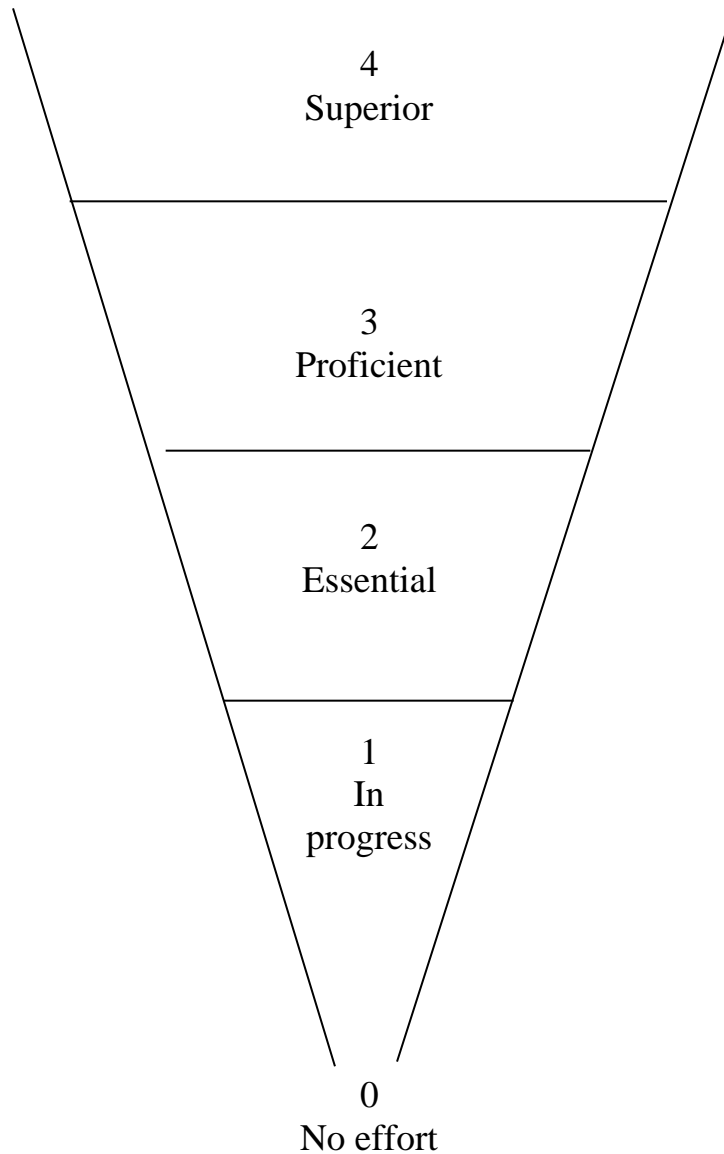 4
Superior
3
Proficient
2
Essential
1
In
progress
0
No effort